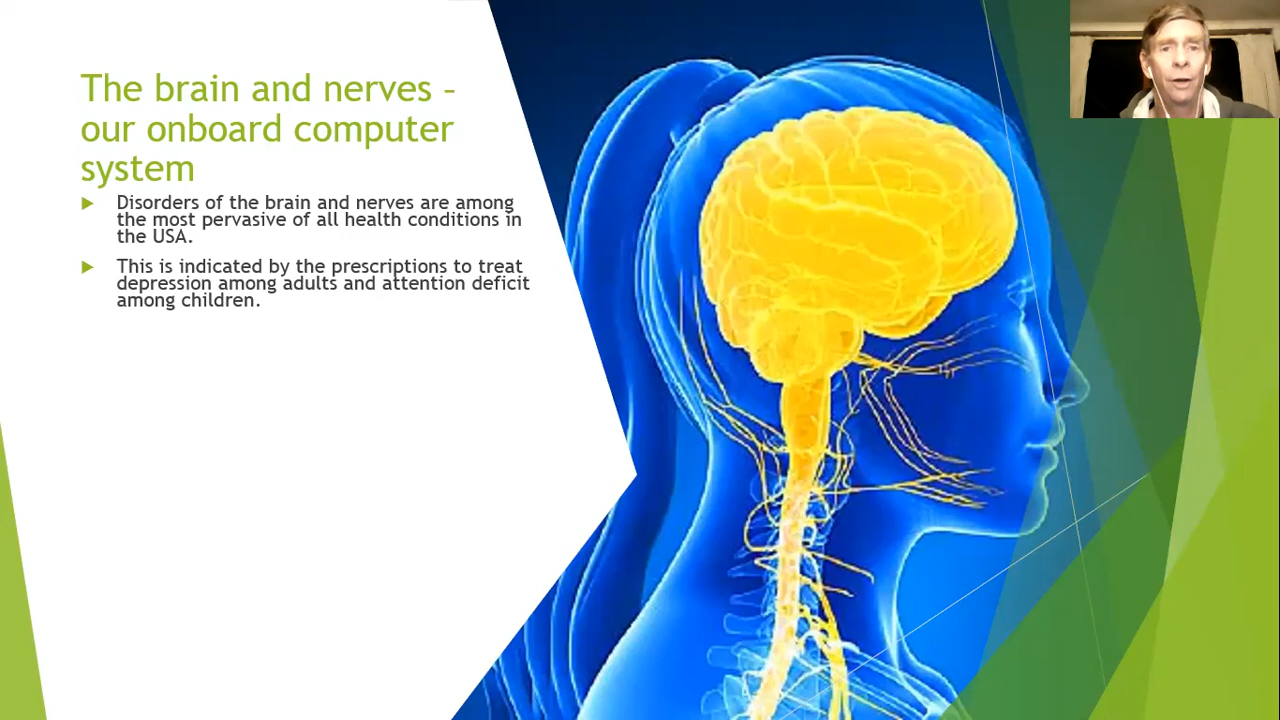 The brain and nerves –
our onboard computer
system
Disorders of the brain and nerves are among
the most pervasive of all health conditions in
the USA.
This is indicated by the prescriptions to treat
depression among adults and attention deficit
among children.